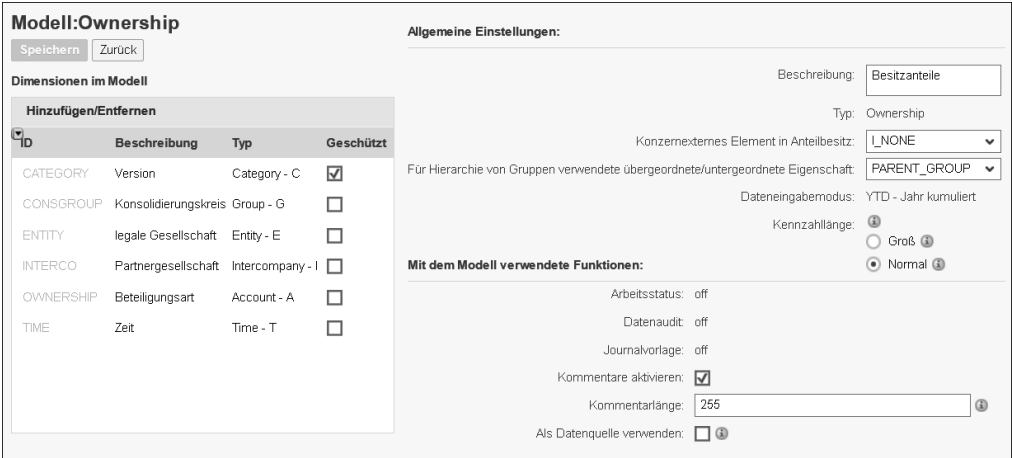 Modell:Ownership
Speichern Zurück
Dimensionen im Modell
Hinzufügen/Entfernen
ID Beschreibung Typ Geschützt
CATEGORY Version Category - C
CONSGROUP Konsolidierungskreis Group - G
ENTITY legale Gesellschaft Entity - E
INTERCO Partnergesellschaft Intercompany - I
OWNERSHIP Beteiligungsart Account - A
TIME Zeit Time - T
Allgemeine Einstellungen:
Beschreibung: Besitzanteile
Typ: Ownership
Konzernexternes Element in Anteilbesitz: I_NONE
Für Hierarchie von Gruppen verwendete übergeordnete/untergeordnete Eigenschaft: PARENT_GROUP
Dateneingabemodus: YTD - Jahr kumuliert
Kennzahllänge:
Groß
Normal
Mit dem Modell verwendete Funktionen:
Arbeitsstatus: off
Datenaudit: off
Journalvorlage: off
Kommentare aktivieren:
Kommentarlänge: 255
Als Datenquelle verwenden: